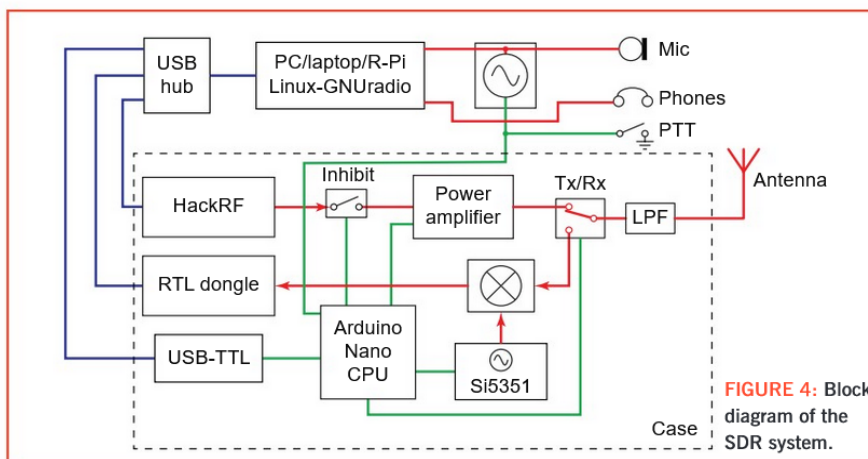 USB
hub
PC/laptop/R-Pi
Linux-GNUradio
Mic
Phones
PTT
Antenna
Inhibit
Tx/Rx
HackRF
Power
amplifier
LPF
RTL dongle
Arduino
Nano
CPU
USB-TTL
Si5351
Case
FIGURE 4: Block
diagram of the
SDR system.